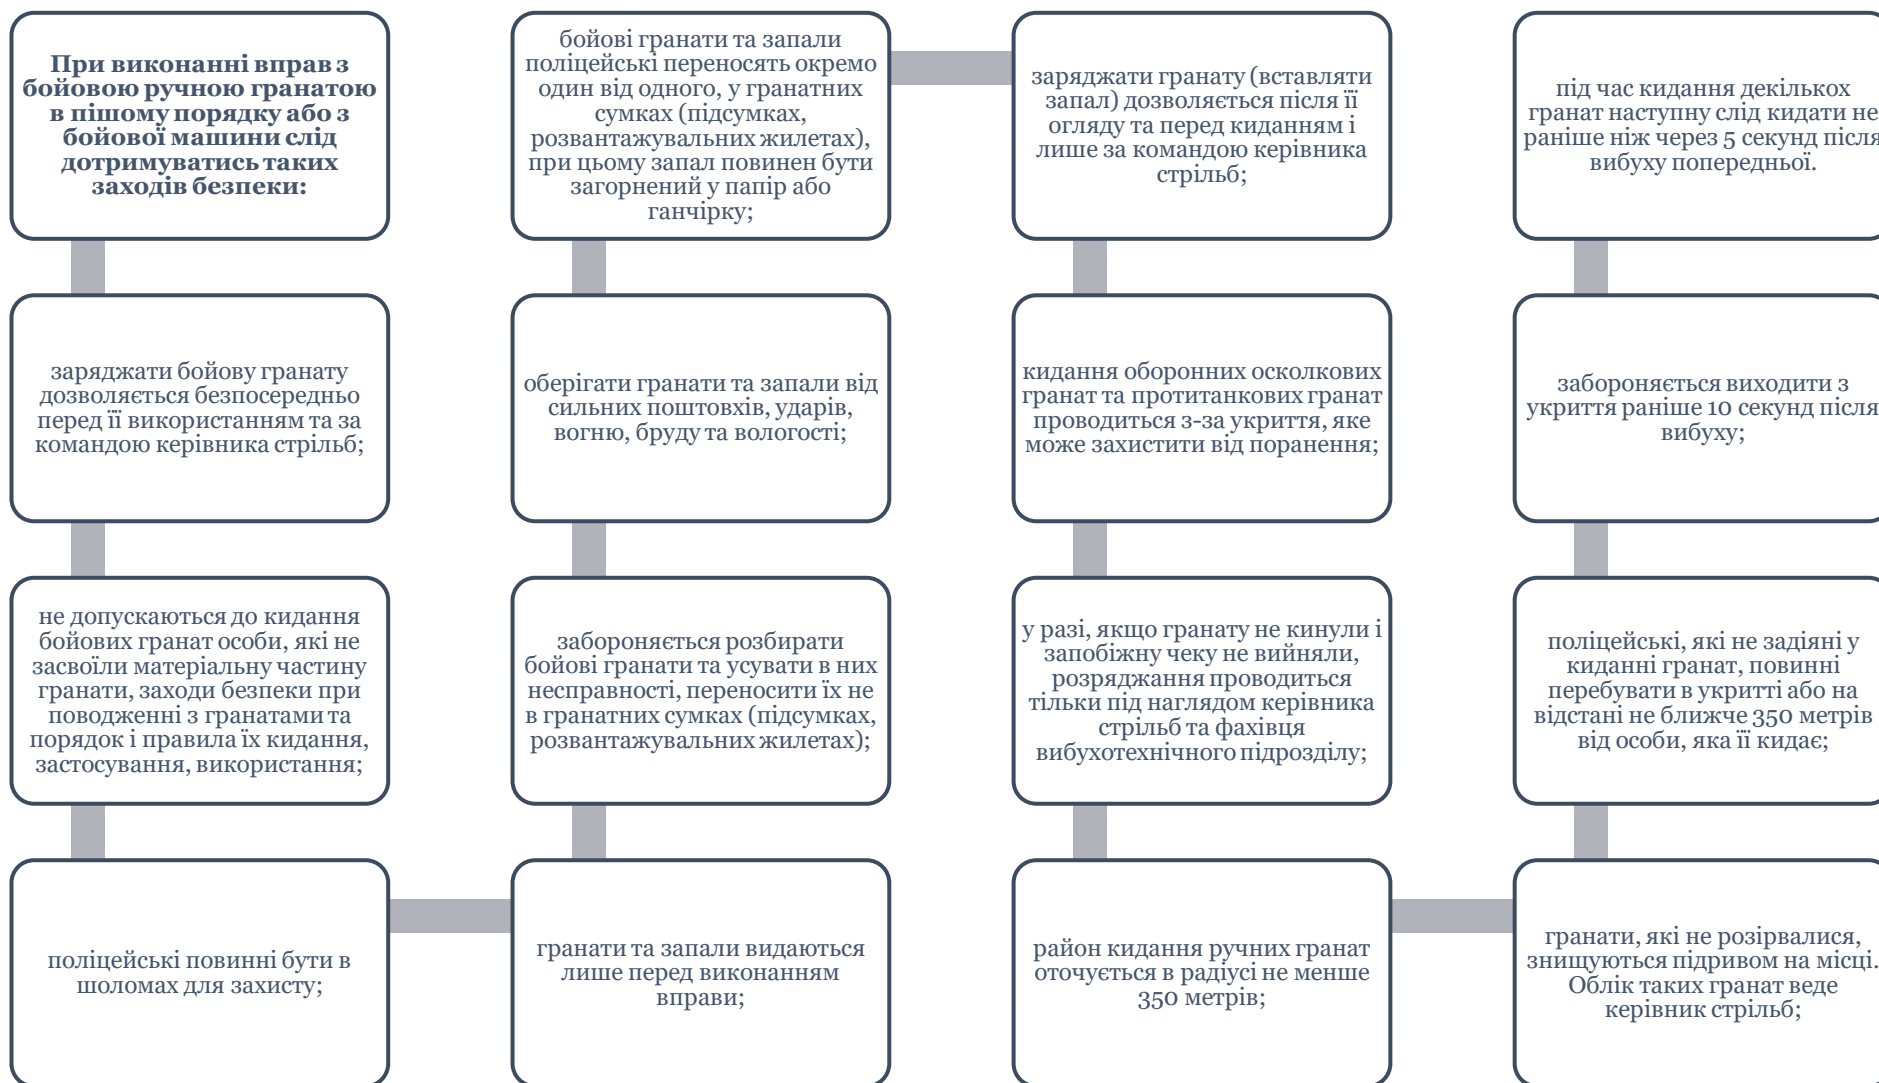 При виконанні вправ з
бойовою ручною гранатою
в пішому порядку або з
бойової машини слід
дотримуватись таких
заходів безпеки:
заряджати бойову гранату
дозволяється безпосередньо
перед її використанням та за
командою керівника стрільб;
не допускаються до кидання
бойових гранат особи, які не
засвоїли матеріальну частину
гранати, заходи безпеки при
поводженні з гранатами та
порядок і правила їх кидання,
застосування, використання;
поліцейські повинні бути в
шоломах для захисту;
гранати та запали видаються
лише перед виконанням
вправи;
забороняється розбирати
бойові гранати та усувати в них
несправності, переносити їх не
в гранатних сумках (підсумках,
розвантажувальних жилетах);
оберігати гранати та запали від
сильних поштовхів, ударів,
вогню, бруду та вологості;
бойові гранати та запали
поліцейські переносять окремо
один від одного, у гранатних
сумках (підсумках,
розвантажувальних жилетах),
при цьому запал повинен бути
загорнений у папір або
ганчірку;
заряджати гранату (вставляти
запал) дозволяється після її
огляду та перед киданням і
лише за командою керівника
стрільб;
кидання оборонних осколкових
гранат та протитанкових гранат
проводиться з-за укриття, яке
може захистити від поранення;
у разі, якщо гранату не кинули і
запобіжну чеку не вийняли,
розряджання проводиться
тільки під наглядом керівника
стрільб та фахівця
вибухотехнічного підрозділу;
район кидання ручних гранат
оточується в радіусі не менше
350 метрів;
гранати, які не розірвалися,
знищуються підривом на місці.
Облік таких гранат веде
керівник стрільб;
поліцейські, які не задіяні у
киданні гранат, повинні
перебувати в укритті або на
відстані не ближче 350 метрів
від особи, яка її кидає;
забороняється виходити з
укриття раніше 10 секунд після
вибуху;
під час кидання декількох
гранат наступну слід кидати не
раніше ніж через 5 секунд після
вибуху попередньої.